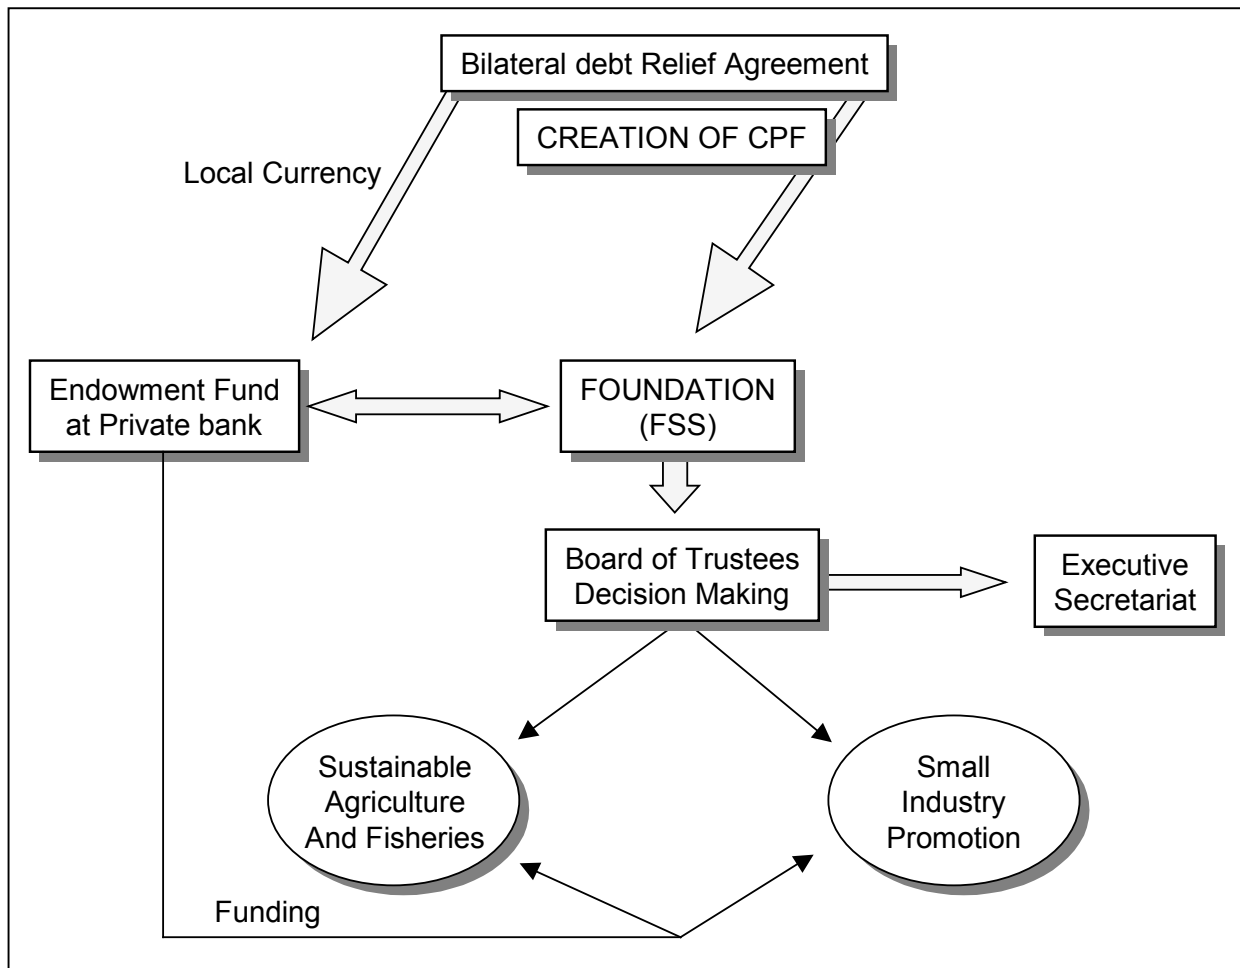 Bilateral debt Relief Agreement
CREATION OF CPF
Local Currency
Endowment Fund
at Private bank
FOUNDATION
(FSS)
Board of Trustees
Decision Making
Executive
Secretariat
Sustainable
Agriculture
And Fisheries
Small
Industry
Promotion
Funding